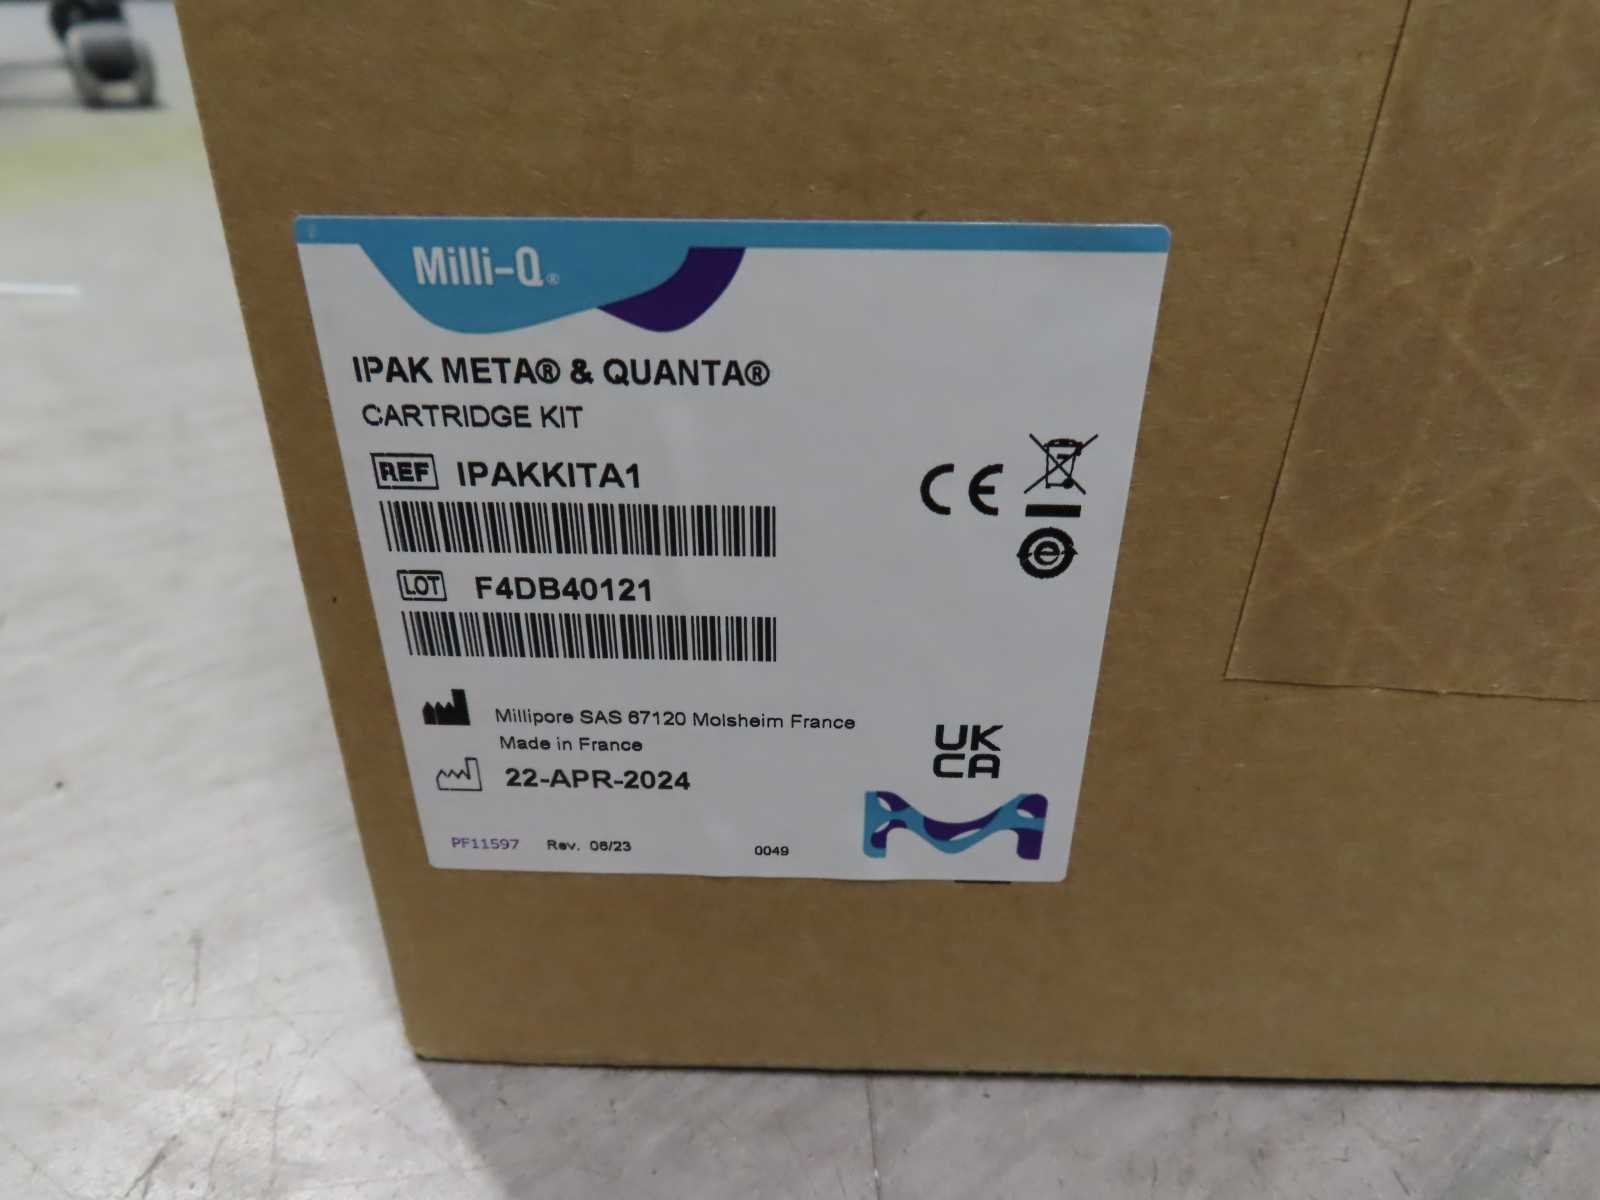 Milli-Q®
IPAK META® & QUANTA®
CARTRIDGE KIT
REF IPAKKITA1
CE
LOT F4DB40121
e
Millipore SAS 67120 Molsheim France
Made in France
22-APR-2024
UK
CA
PF11597 Rev. 06/23 0049
M